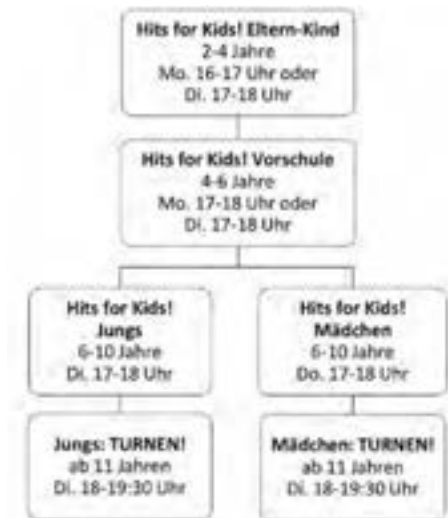 Hits for Kids! Eltern-Kind
2-4 Jahre
Mo. 16-17 Uhr oder
Di. 17-18 Uhr
Hits for Kids! Vorschule
4-6 Jahre
Mo. 17-18 Uhr oder
Di. 17-18 Uhr
Hits for Kids!
Jungs
6-10 Jahre
Di. 17-18 Uhr
Hits for Kids!
Mädchen
6-10 Jahre
Do. 17-18 Uhr
Jungs: TURNEN!
ab 11 Jahren
Di. 18-19:30 Uhr
Mädchen: TURNEN!
ab 11 Jahren
Di. 18-19:30 Uhr